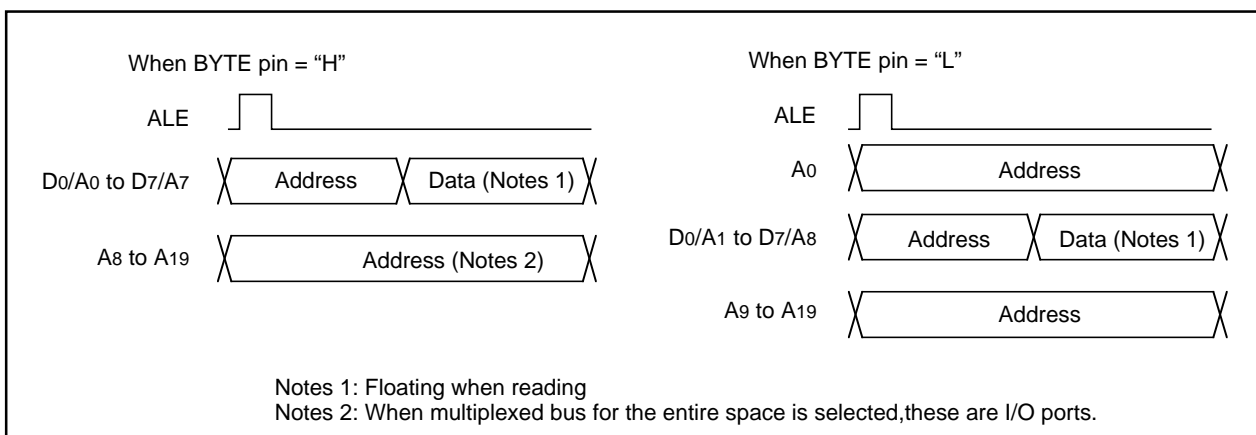 When BYTE pin = “H”
ALE
D0/A0 to D7/A7
Address
Data (Notes 1)
A8 to A19
Address (Notes 2)
When BYTE pin = “L”
ALE
A0
Address
D0/A1 to D7/A8
Address
Data (Notes 1)
A9 to A19
Address
Notes 1: Floating when reading
Notes 2: When multiplexed bus for the entire space is selected,these are I/O ports.